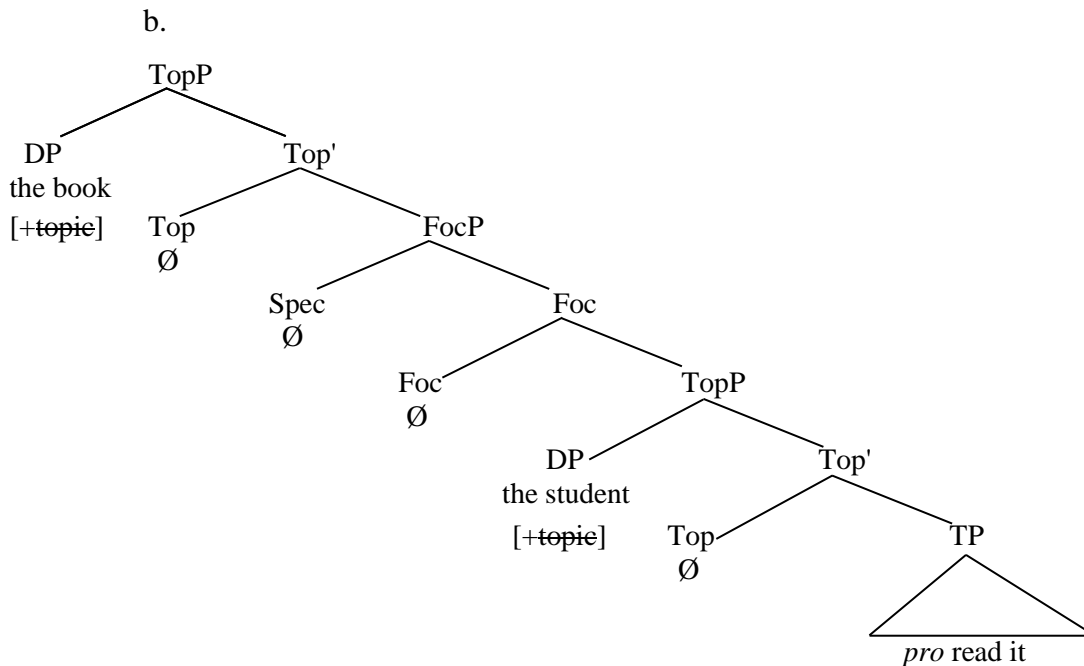 b.
TopP
DP Top'
the book
[+topic] Top FocP
Ø
Spec Foc
Ø
Foc TopP
Ø
DP Top'
the student
[+topic] Top TP
Ø
pro read it